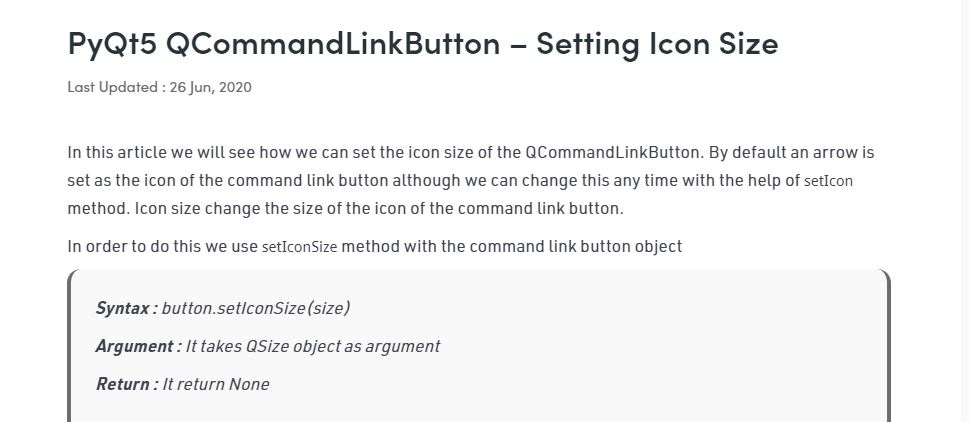 PyQt5 QCommandLinkButton – Setting Icon Size
Last Updated : 26 Jun, 2020
In this article we will see how we can set the icon size of the QCommandLinkButton. By default an arrow is
set as the icon of the command link button although we can change this any time with the help of setIcon
method. Icon size change the size of the icon of the command link button.
In order to do this we use setIconSize method with the command link button object
Syntax : button.setIconSize(size)
Argument : It takes QSize object as argument
Return : It return None